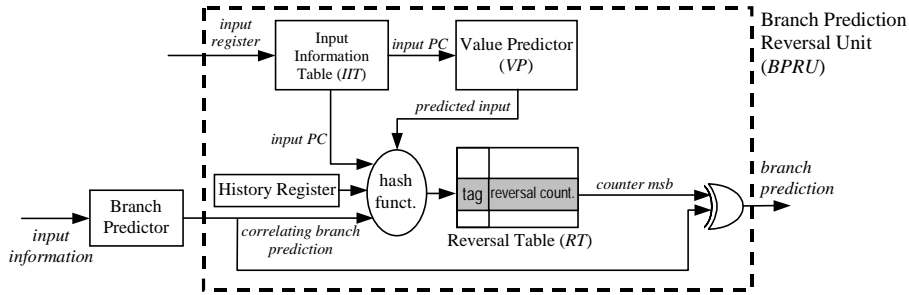 input
register
Input
Information
Table (IIT)
input PC
Value Predictor
(VP)
Branch Prediction
Reversal Unit
(BPRU)
predicted input
input PC
History Register
hash
funct.
tag
reversal count.
counter msb
branch
prediction
Branch
Predictor
input
information
correlating branch
prediction
Reversal Table (RT)